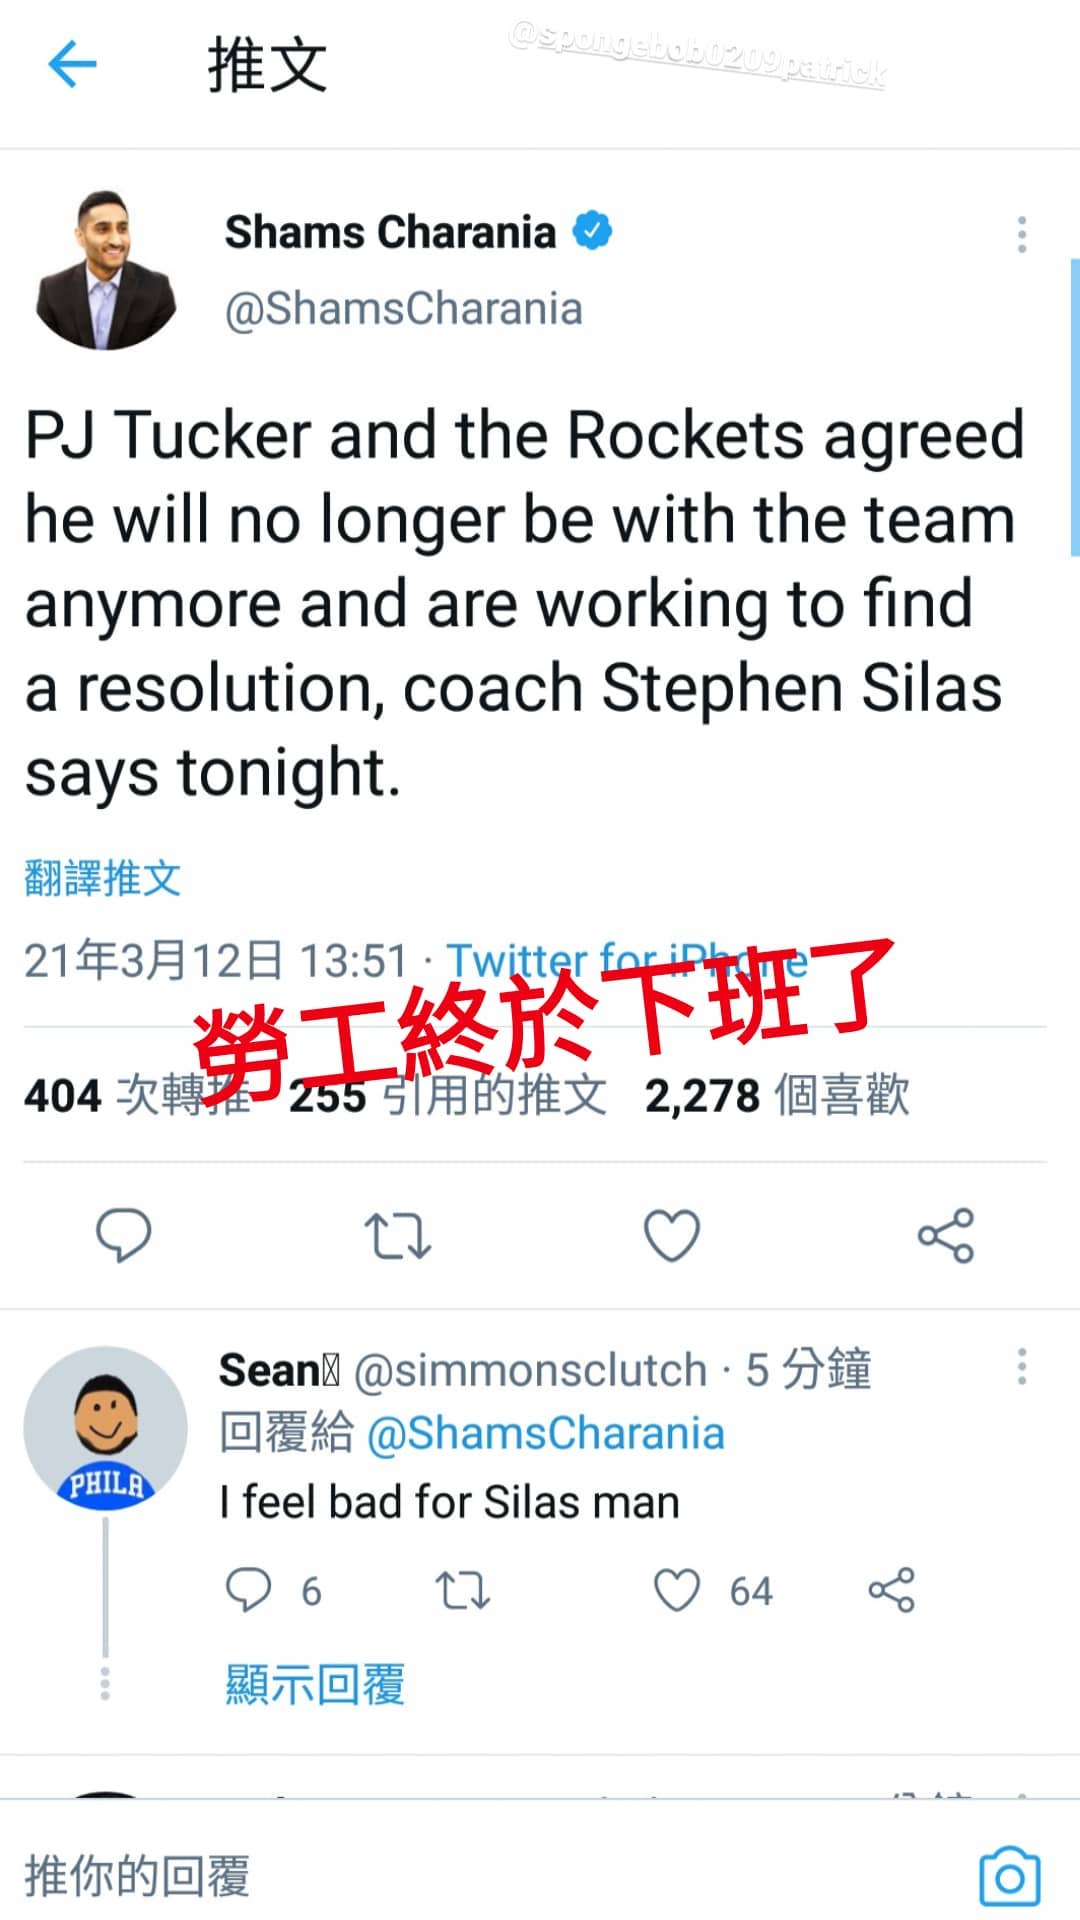 推文
@spongebob0209patrick
Shams Charania
@ShamsCharania
PJ Tucker and the Rockets agreed
he will no longer be with the team
anymore and are working to find
a resolution, coach Stephen Silas
says tonight.
翻譯推文
21年3月12日 13:51 · Twitter for iPhone
勞工終於下班了
404 次轉推 255 引用的推文 2,278 個喜歡
Sean @simmonsclutch · 5 分鐘
回覆給 @ShamsCharania
PHILA
I feel bad for Silas man
6 64
顯示回覆
推你的回覆